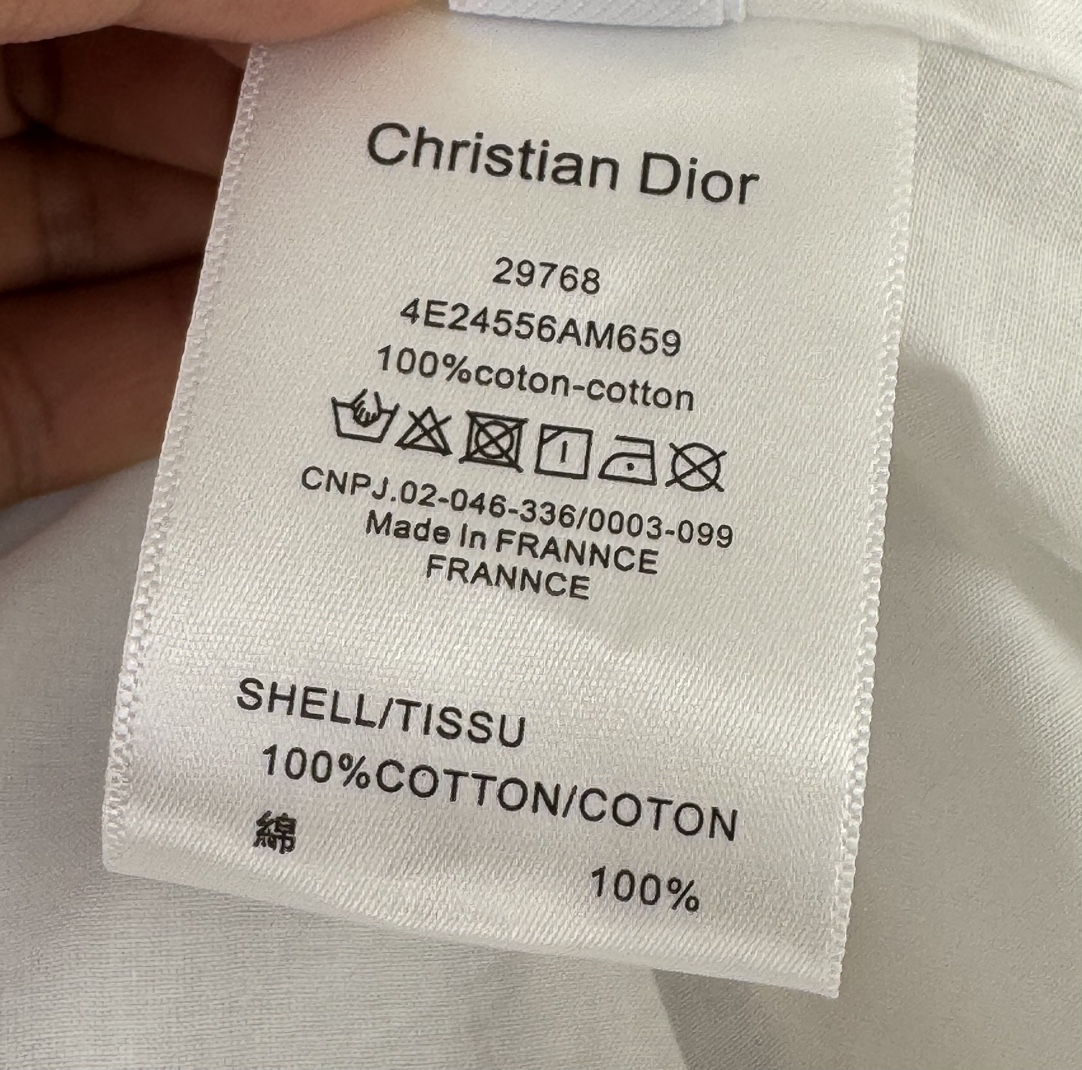 Christian Dior
29768
4E24556AM659
100%coton-cotton
CNPJ.02-046-336/0003-099
Made In FRANNCE
FRANNCE
SHELL/TISSU
100%COTTON/COTON
綿
100%